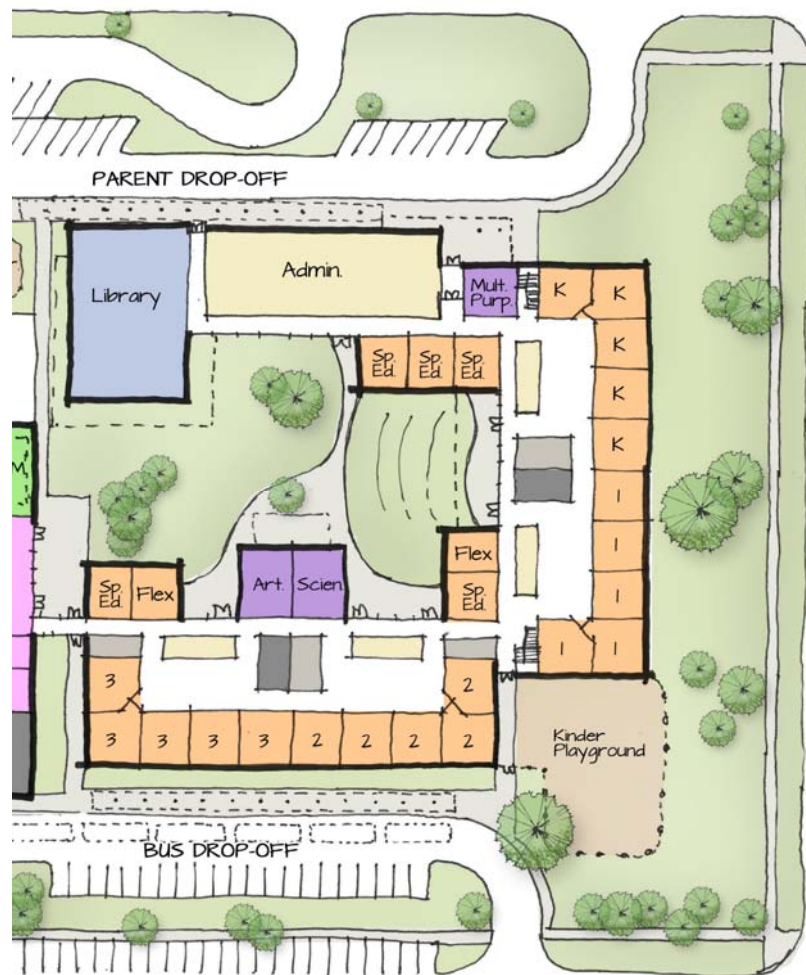 PARENT DROP-OFF
Library
Admin.
Mult.
Purp.
K K
K
K
K
Sp.
Ed.
Sp.
Ed.
Sp.
Ed.
1
1
1
1 1
Flex
Sp.
Ed.
Sp.
Ed.
Flex
Art. Scien.
3 2
3 3 3 3 2 2 2 2
Kinder
Playground
BUS DROP-OFF